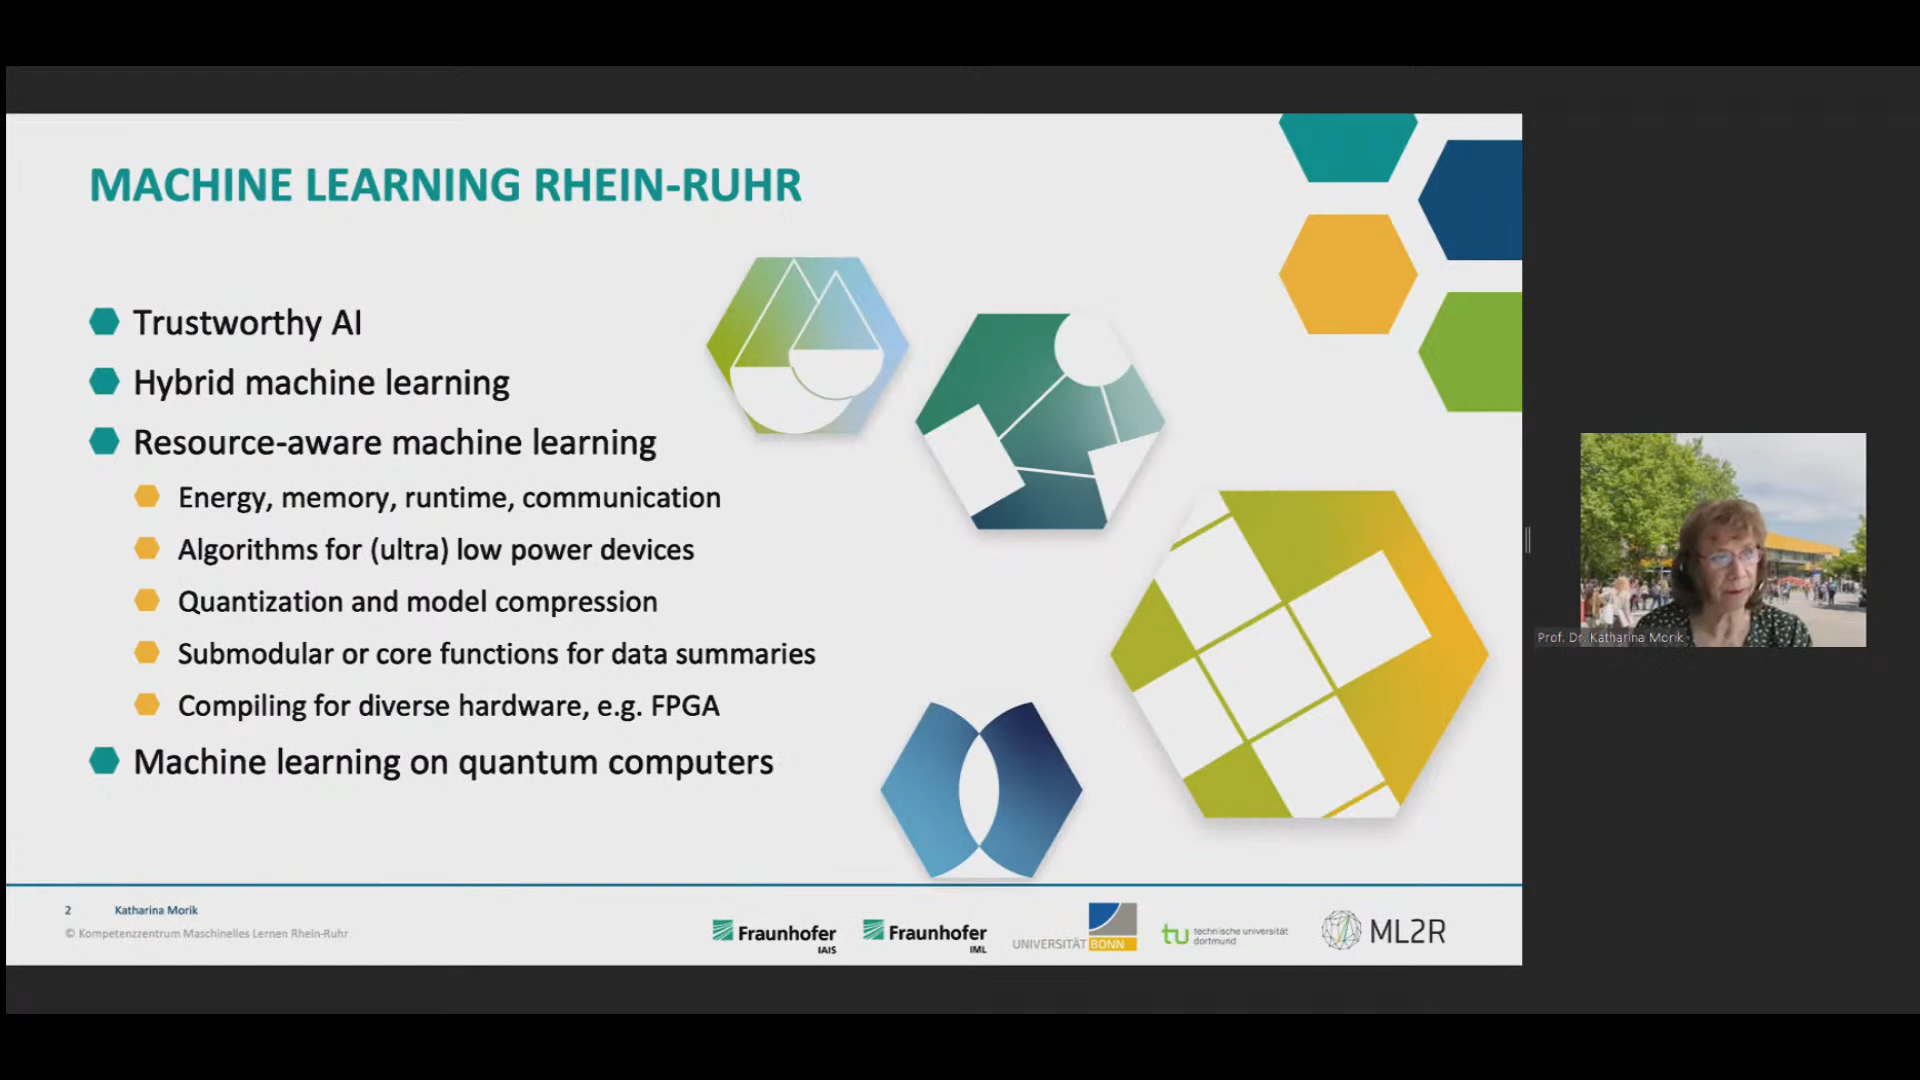 MACHINE LEARNING RHEIN-RUHR
Trustworthy AI
Hybrid machine learning
Resource-aware machine learning
Energy, memory, runtime, communication
Algorithms for (ultra) low power devices
Quantization and model compression
Submodular or core functions for data summaries
Compiling for diverse hardware, e.g. FPGA
Machine learning on quantum computers
Prof. Dr. Katharina Morik
2 Katharina Morik
© Kompetenzzentrum Maschinelles Lernen Rhein-Ruhr
Fraunhofer
IAIS
Fraunhofer
IML
UNIVERSITÄT BONN
tu technische universität
dortmund
ML2R